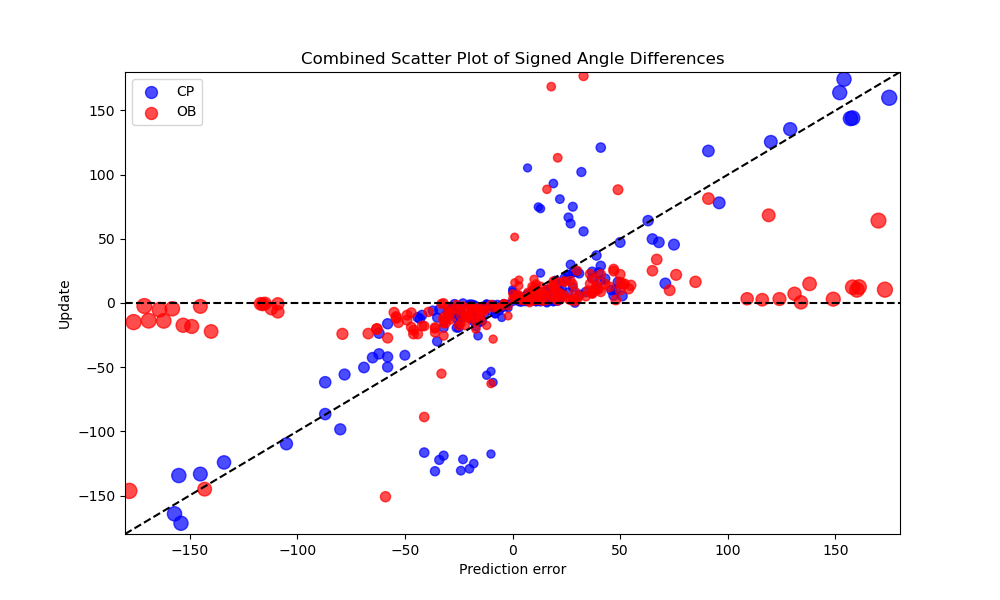 Combined Scatter Plot of Signed Angle Differences
CP
OB
150
100
50
0
−50
−100
−150
Update
−150
−100
−50
0
50
100
150
Prediction error